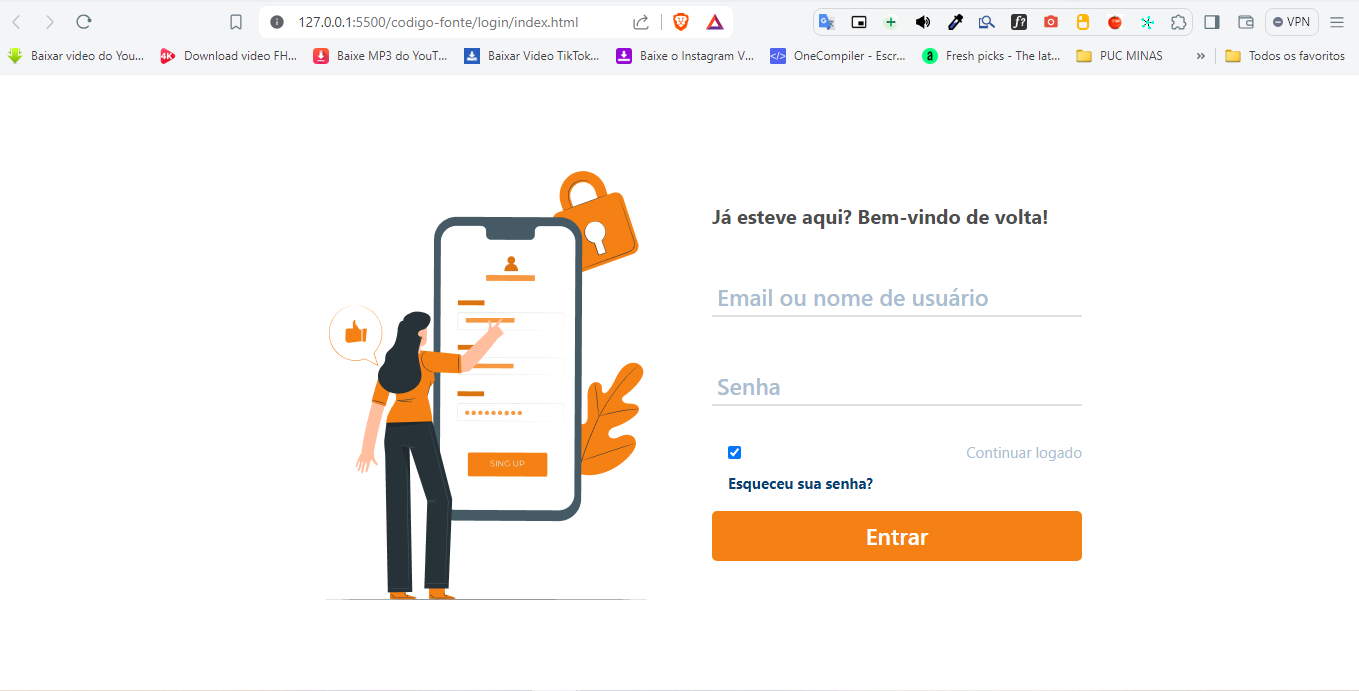 127.0.0.1:5500/codigo-fonte/login/index.html
VPN
Baixar video do You...
Download video FH...
Baixe MP3 do YouT...
Baixar Video TikTok...
Baixe o Instagram V...
OneCompiler - Escr...
Fresh picks - The lat...
PUC MINAS
»
Todos os favoritos
Já esteve aqui? Bem-vindo de volta!
Email ou nome de usuário
Senha
Continuar logado
Esqueceu sua senha?
SING UP
Entrar